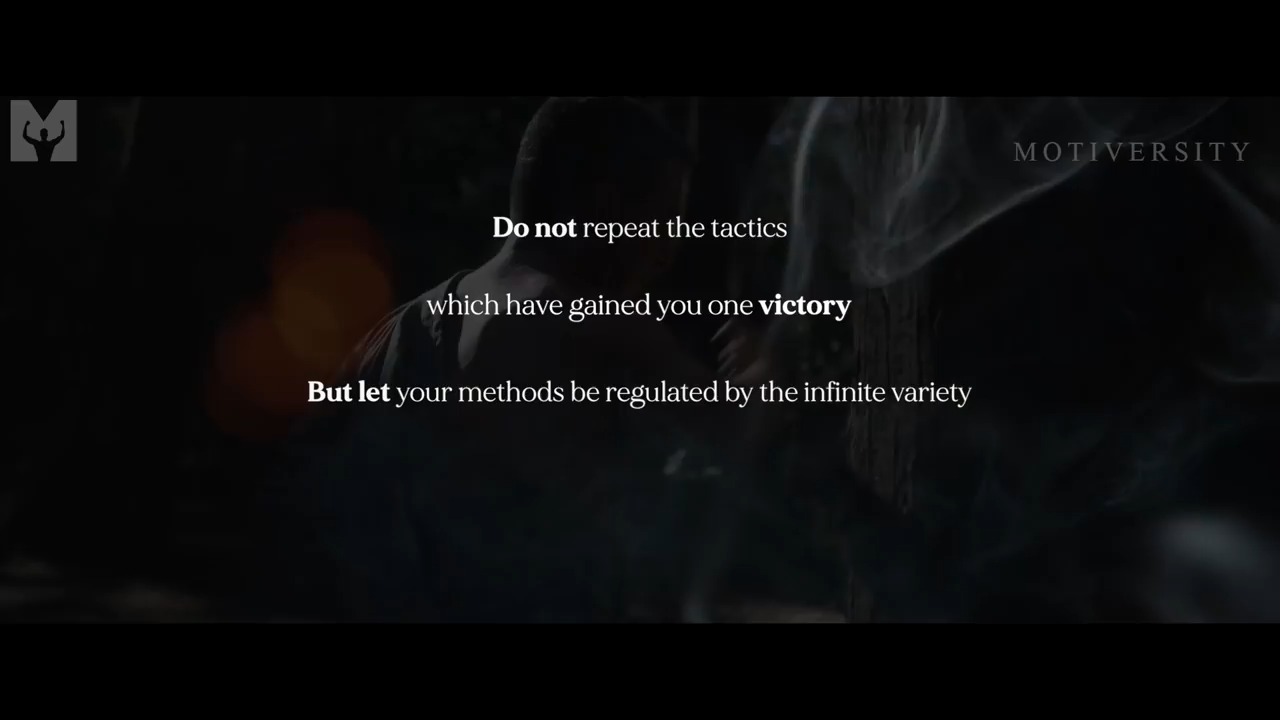 MOTIVERSITY
Do not repeat the tactics
which have gained you one victory
But let your methods be regulated by the infinite variety